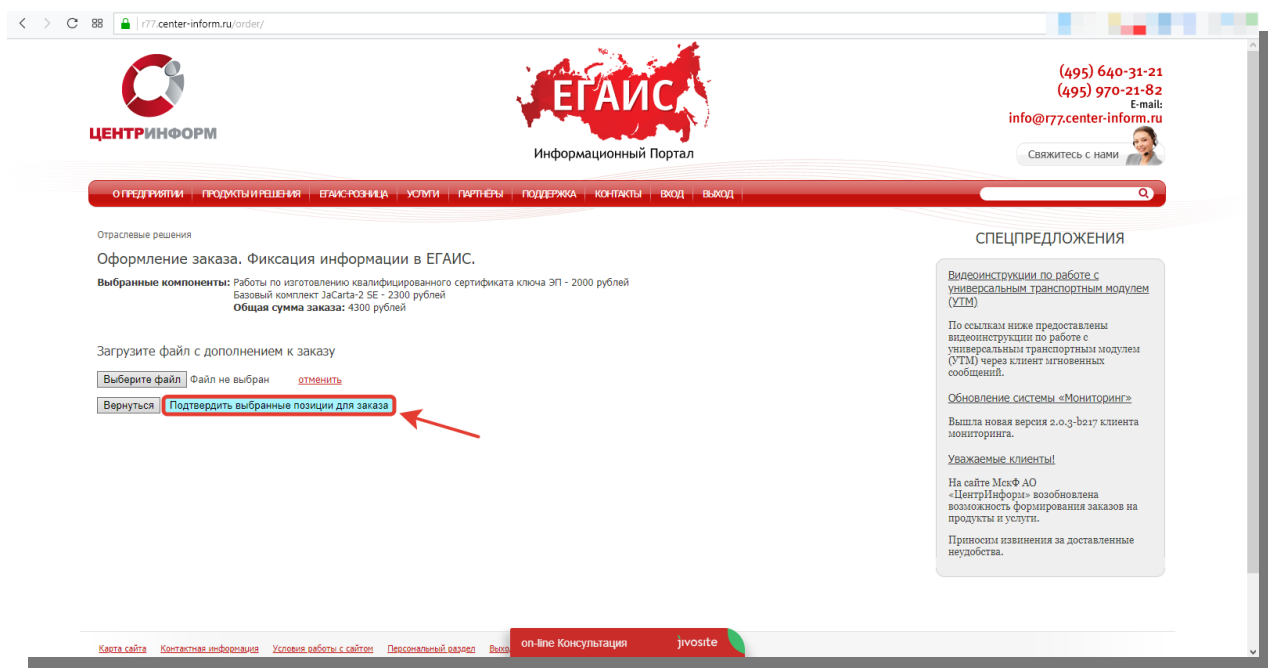 r77.center-inform.ru/order/
ЦЕНТРИНФОРМ
ЕГАИС
Информационный Портал
(495) 640-31-21
(495) 970-21-82
E-mail:
info@r77.center-inform.ru
Свяжитесь с нами
О ПРЕДПРИЯТИИ ПРОДУКТЫ И РЕШЕНИЯ ЕГАИС-РОЗНИЦА УСЛУГИ ПАРТНЁРЫ ПОДДЕРЖКА КОНТАКТЫ ВХОД ВЫХОД
Отраслевые решения
Оформление заказа. Фиксация информации в ЕГАИС.
Выбранные компоненты: Работы по изготовлению квалифицированного сертификата ключа ЭП - 2000 рублей
Базовый комплект JaCarta-2 SE - 2300 рублей
Общая сумма заказа: 4300 рублей
Загрузите файл с дополнением к заказу
Выберите файл Файл не выбран отменить
Вернуться Подтвердить выбранные позиции для заказа
СПЕЦПРЕДЛОЖЕНИЯ
Видеоинструкции по работе с
универсальным транспортным модулем
(УТМ)
По ссылкам ниже предоставлены
видеоинструкции по работе с
универсальным транспортным модулем
(УТМ) через клиент мгновенных
сообщений.
Обновление системы «Мониторинг»
Вышла новая версия 2.0.3-b217 клиента
мониторинга.
Уважаемые клиенты!
На сайте МскФ АО
«ЦентрИнформ» возобновлена
возможность формирования заказов на
продукты и услуги.
Приносим извинения за доставленные
неудобства.
Карта сайта Контактная информация Условия работы с сайтом Персональный раздел Выхо
on-line Консультация jivosite